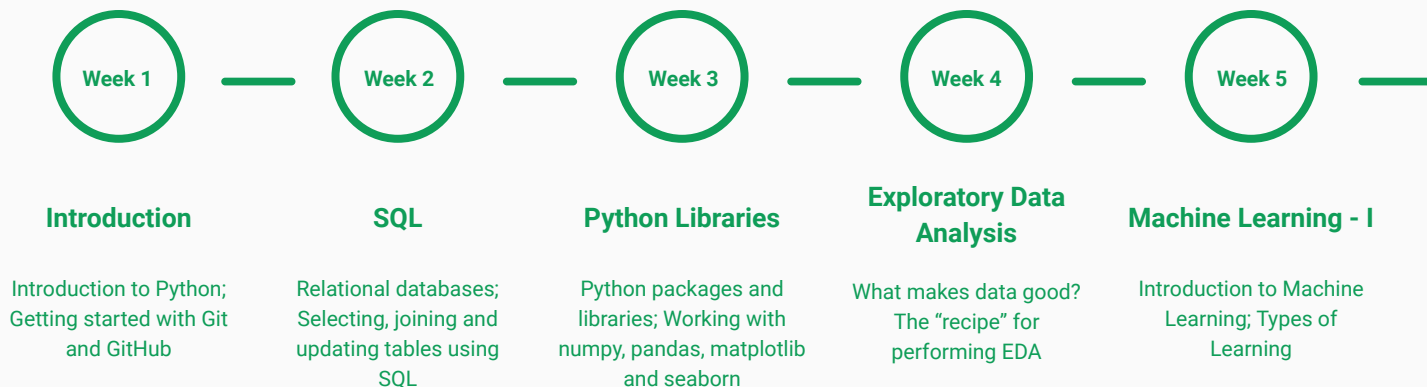 Week 1
Week 2
Week 3
Week 4
Week 5
Introduction
Introduction to Python;
Getting started with Git
and GitHub
SQL
Relational databases;
Selecting, joining and
updating tables using
SQL
Python Libraries
Python packages and
libraries; Working with
numpy, pandas, matplotlib
and seaborn
Exploratory Data
Analysis
What makes data good?
The “recipe” for
performing EDA
Machine Learning - I
Introduction to Machine
Learning; Types of
Learning